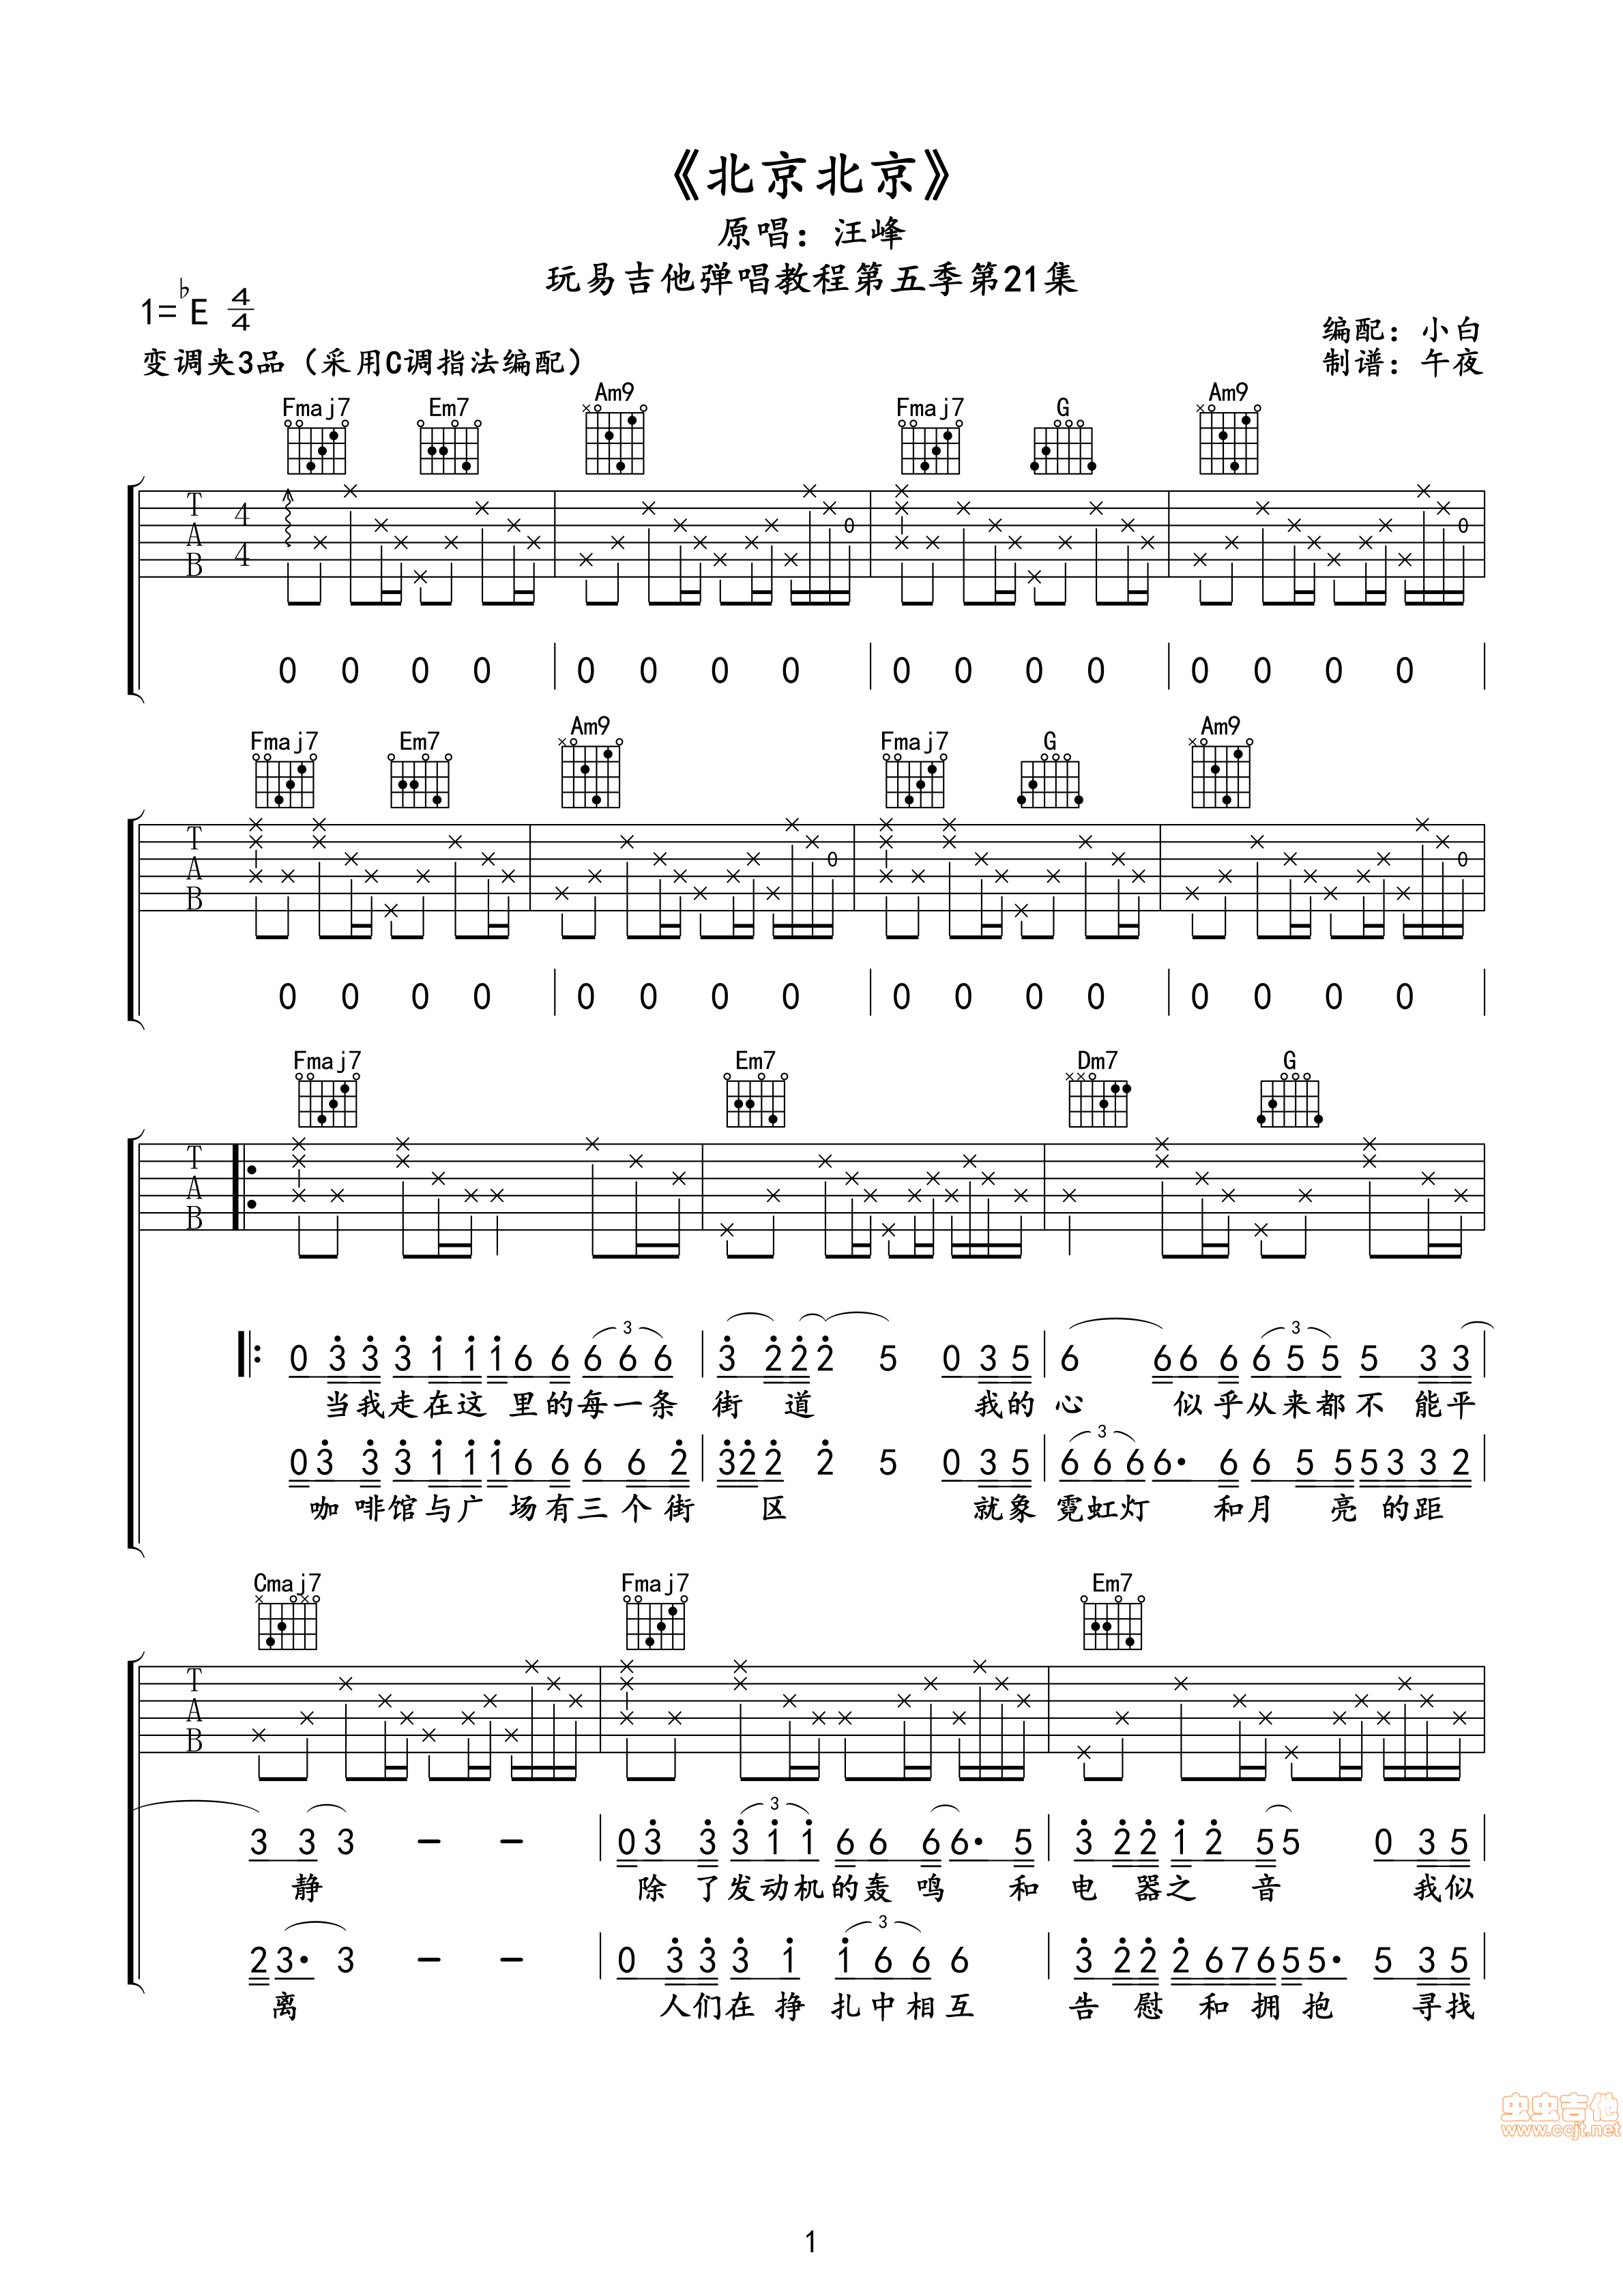 《北京北京》
原唱：汪峰
玩易吉他弹唱教程第五季第21集
1=♭E 4/4
编配：小白
变调夹3品（采用C调指法编配）
制谱：午夜
Fmaj7 Em7 Am9 Fmaj7 G Am9
T A B 4 4 0 0
0 0 0 0 0 0 0 0 0 0 0 0 0 0 0 0
Fmaj7 Em7 Am9 Fmaj7 G Am9
T A B 0 0
0 0 0 0 0 0 0 0 0 0 0 0 0 0 0 0
Fmaj7 Em7 Dm7 G
T A B
3 3
0 3 3 3 1 1 1 6 6 6 6 6 3 2 2 2 5 0 3 5 6 6 6 6 6 5 5 5 3 3
当我走在这 里的每一条 街 道 我的 心 似乎从来都不 能平
3
0 3 3 3 1 1 1 6 6 6 6 2 3 2 2 2 5 0 3 5 6 6 6 6· 6 6 5 5 5 3 3 2
咖 啡馆与广 场有三个街 区 就象 霓虹灯 和月 亮 的距
Cmaj7 Fmaj7 Em7
T A B
3
3 3 3 – – 0 3 3 3 1 1 6 6 6 6· 5 3 2 2 1 2 5 5 0 3 5
静 除 了发动机的轰 鸣 和 电 器之 音 我似
3
2 3· 3 – – 0 3 3 3 1 1 6 6 6 3 2 2 2 6 7 6 5 5· 5 3 5
离 人们在 挣 扎中相互 告 慰 和 拥 抱 寻找
虫虫吉他
www.ccjt.net
1